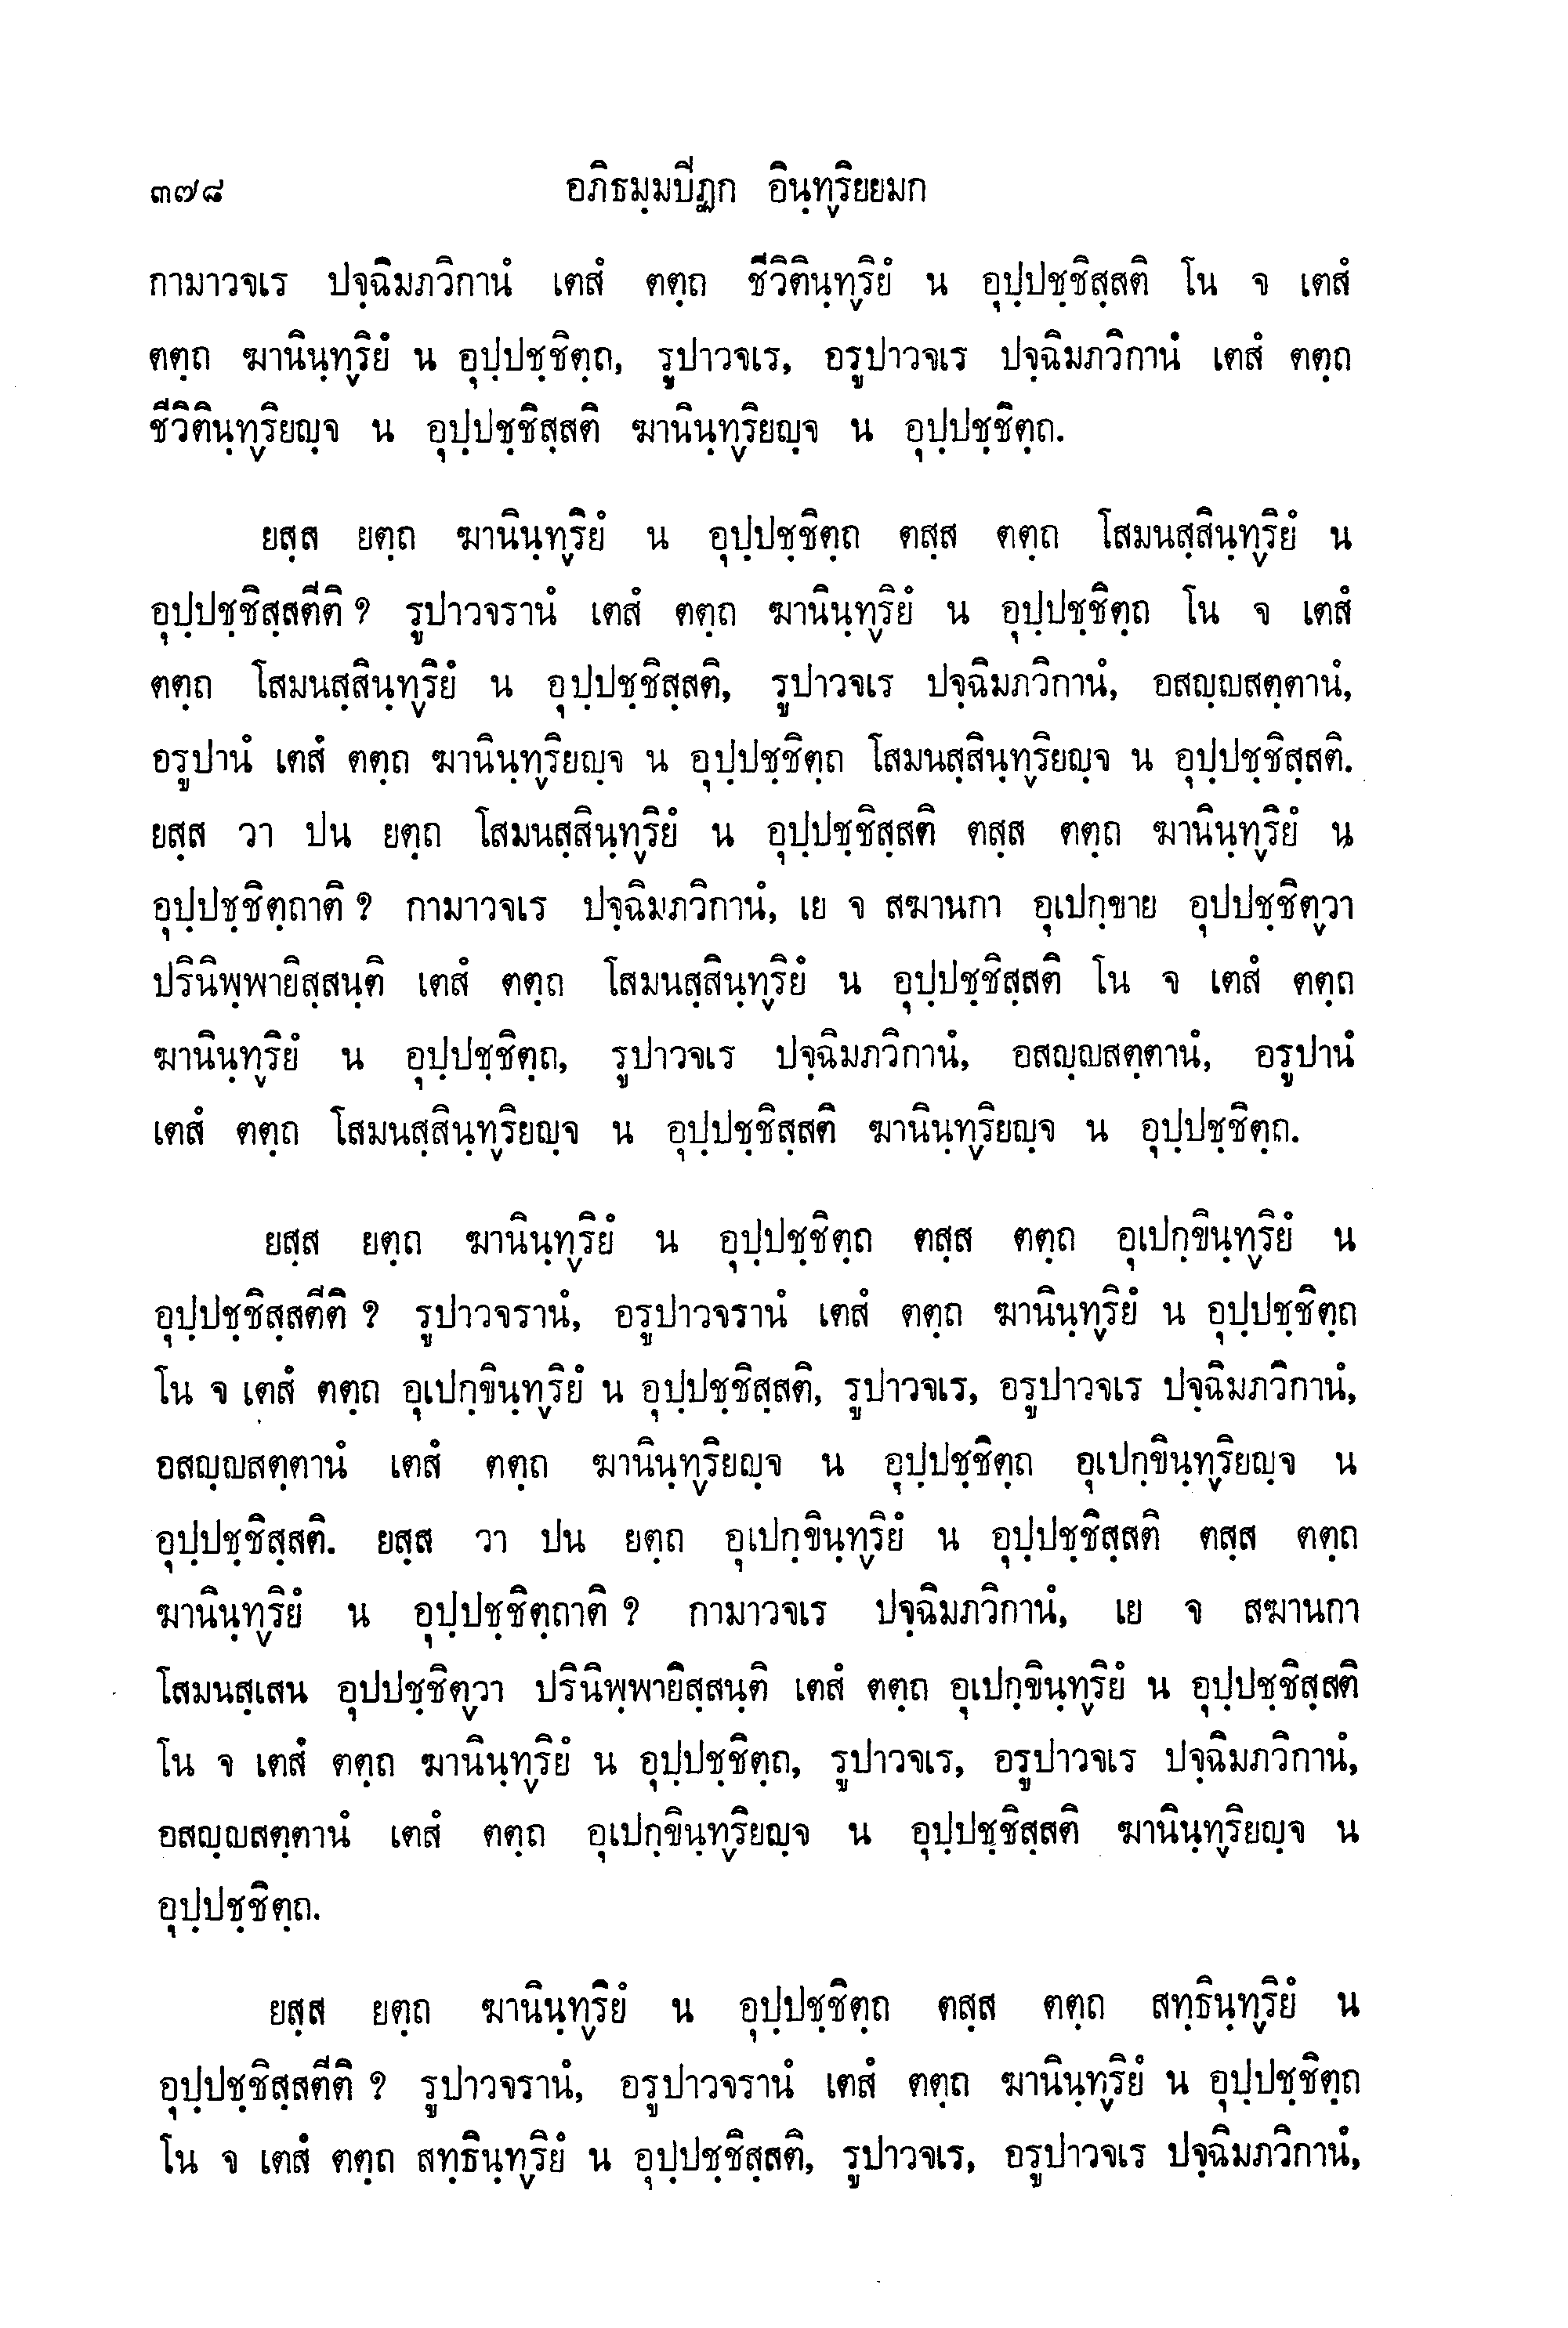 ๓๗๘ อภิธมฺมปีฏก อินฺทฺริยยมก
กามาวจเร ปจฺฉิมภวิกานํ เตสํ ตตฺถ ชีวิตินฺทฺริยํ น อุปฺปชฺชิสฺสติ โน จ เตสํ
ตตฺถ ฆานินฺทฺริยํ น อุปฺปชฺชิตฺถ, รูปาวจเร, อรูปาวจเร ปจฺฉิมภวิกานํ เตสํ ตตฺถ
ชีวิตินฺทฺริยญฺจ น อุปฺปชฺชิสฺสติ ฆานินฺทฺริยญฺจ น อุปฺปชฺชิตฺถ.
ยสฺส ยตฺถ ฆานินฺทฺริยํ น อุปฺปชฺชิตฺถ ตสฺส ตตฺถ โสมนสฺสินฺทฺริยํ น
อุปฺปชฺชิสฺสตีติ ? รูปาวจรานํ เตสํ ตตฺถ ฆานินฺทฺริยํ น อุปฺปชฺชิตฺถ โน จ เตสํ
ตตฺถ โสมนสฺสินฺทฺริยํ น อุปฺปชฺชิสฺสติ, รูปาวจเร ปจฺฉิมภวิกานํ, อสญฺญสตฺตานํ,
อรูปานํ เตสํ ตตฺถ ฆานินฺทฺริยญฺจ น อุปฺปชฺชิตฺถ โสมนสฺสินฺทฺริยญฺจ น อุปฺปชฺชิสฺสติ.
ยสฺส วา ปน ยตฺถ โสมนสฺสินฺทฺริยํ น อุปฺปชฺชิสฺสติ ตสฺส ตตฺถ ฆานินฺทฺริยํ น
อุปฺปชฺชิตฺถาติ ? กามาวจเร ปจฺฉิมภวิกานํ, เย จ สฆานกา อุเปกฺขาย อุปปชฺชิตฺวา
ปรินิพฺพายิสฺสนฺติ เตสํ ตตฺถ โสมนสฺสินฺทฺริยํ น อุปฺปชฺชิสฺสติ โน จ เตสํ ตตฺถ
ฆานินฺทฺริยํ น อุปฺปชฺชิตฺถ, รูปาวจเร ปจฺฉิมภวิกานํ, อสญฺญสตฺตานํ, อรูปานํ
เตสํ ตตฺถ โสมนสฺสินฺทฺริยญฺจ น อุปฺปชฺชิสฺสติ ฆานินฺทฺริยญฺจ น อุปฺปชฺชิตฺถ.
ยสฺส ยตฺถ ฆานินฺทฺริยํ น อุปฺปชฺชิตฺถ ตสฺส ตตฺถ อุเปกฺขินฺทฺริยํ น
อุปฺปชฺชิสฺสตีติ ? รูปาวจรานํ, อรูปาวจรานํ เตสํ ตตฺถ ฆานินฺทฺริยํ น อุปฺปชฺชิตฺถ
โน จ เตสํ ตตฺถ อุเปกฺขินฺทฺริยํ น อุปฺปชฺชิสฺสติ, รูปาวจเร, อรูปาวจเร ปจฺฉิมภวิกานํ,
อสญฺญสตฺตานํ เตสํ ตตฺถ ฆานินฺทฺริยญฺจ น อุปฺปชฺชิตฺถ อุเปกฺขินฺทฺริยญฺจ น
อุปฺปชฺชิสฺสติ. ยสฺส วา ปน ยตฺถ อุเปกฺขินฺทฺริยํ น อุปฺปชฺชิสฺสติ ตสฺส ตตฺถ
ฆานินฺทฺริยํ น อุปฺปชฺชิตฺถาติ ? กามาวจเร ปจฺฉิมภวิกานํ, เย จ สฆานกา
โสมนสฺเสน อุปปชฺชิตฺวา ปรินิพฺพายิสฺสนฺติ เตสํ ตตฺถ อุเปกฺขินฺทฺริยํ น อุปฺปชฺชิสฺสติ
โน จ เตสํ ตตฺถ ฆานินฺทฺริยํ น อุปฺปชฺชิตฺถ, รูปาวจเร, อรูปาวจเร ปจฺฉิมภวิกานํ,
อสญฺญสตฺตานํ เตสํ ตตฺถ อุเปกฺขินฺทฺริยญฺจ น อุปฺปชฺชิสฺสติ ฆานินฺทฺริยญฺจ น
อุปฺปชฺชิตฺถ.
ยสฺส ยตฺถ ฆานินฺทฺริยํ น อุปฺปชฺชิตฺถ ตสฺส ตตฺถ สทฺธินฺทฺริยํ น
อุปฺปชฺชิสฺสตีติ ? รูปาวจรานํ, อรูปาวจรานํ เตสํ ตตฺถ ฆานินฺทฺริยํ น อุปฺปชฺชิตฺถ
โน จ เตสํ ตตฺถ สทฺธินฺทฺริยํ น อุปฺปชฺชิสฺสติ, รูปาวจเร, อรูปาวจเร ปจฺฉิมภวิกานํ,